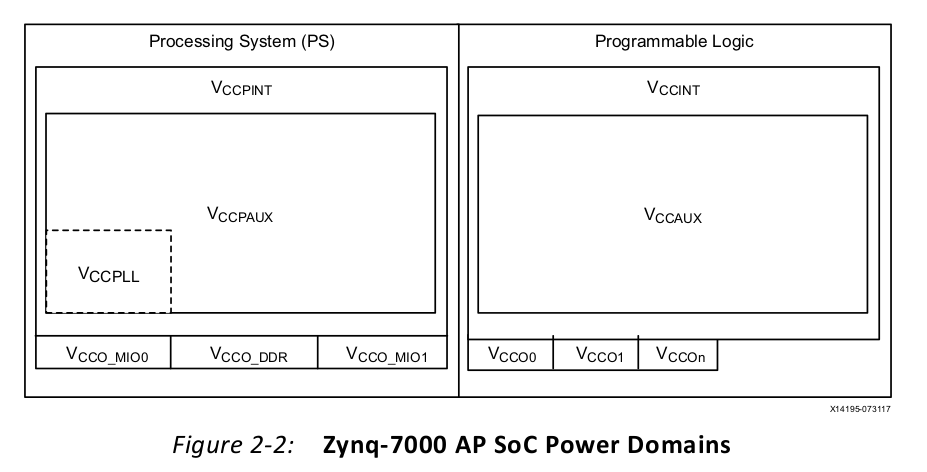 Processing System (PS)
Programmable Logic
VCCPINT
VCCINT
VCCPAUX
VCCAUX
VCCPLL
VCCO_MIO0
VCCO_DDR
VCCO_MIO1
VCCO0
VCCO1
VCCOn
X14195-073117
Figure 2-2: Zynq-7000 AP SoC Power Domains